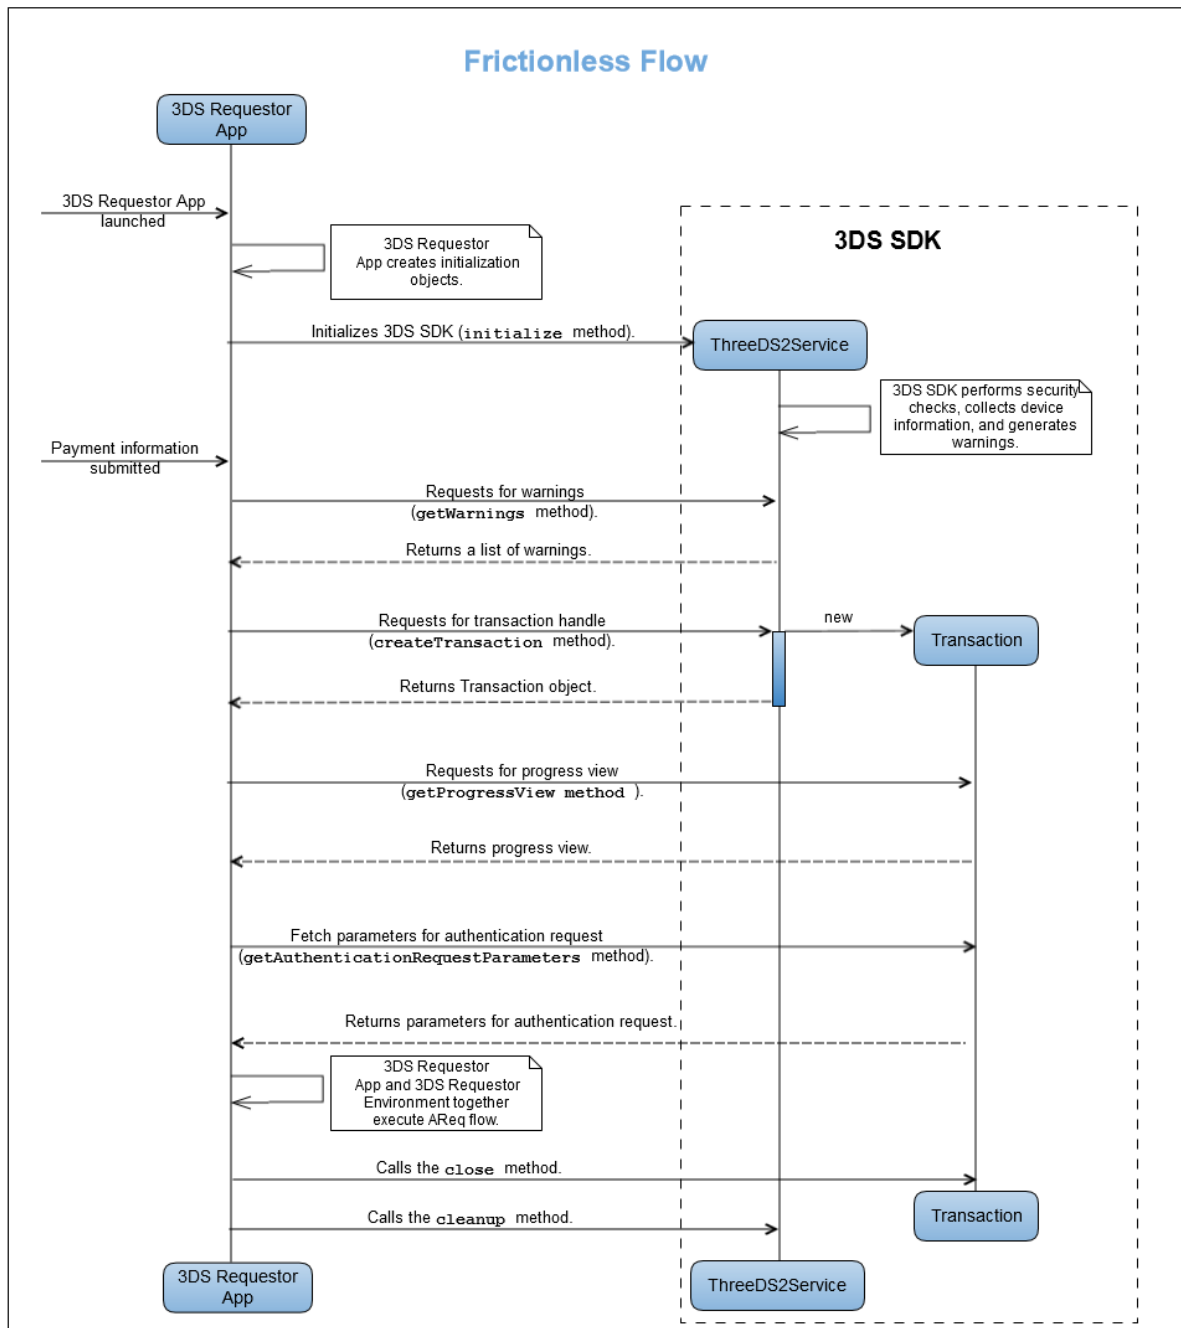 Frictionless Flow
3DS Requestor
App
3DS Requestor App
launched
3DS Requestor
App creates initialization
objects.
3DS SDK
Initializes 3DS SDK (initialize method).
ThreeDS2Service
3DS SDK performs security
checks, collects device
information, and generates
warnings.
Payment information
submitted
Requests for warnings
(getWarnings method).
Returns a list of warnings.
Requests for transaction handle
(createTransaction method).
new
Transaction
Returns Transaction object.
Requests for progress view
(getProgressView method ).
Returns progress view.
Fetch parameters for authentication request
(getAuthenticationRequestParameters method).
Returns parameters for authentication request.
3DS Requestor
App and 3DS Requestor
Environment together
execute AReq flow.
Calls the close method.
Transaction
Calls the cleanup method.
3DS Requestor
App
ThreeDS2Service